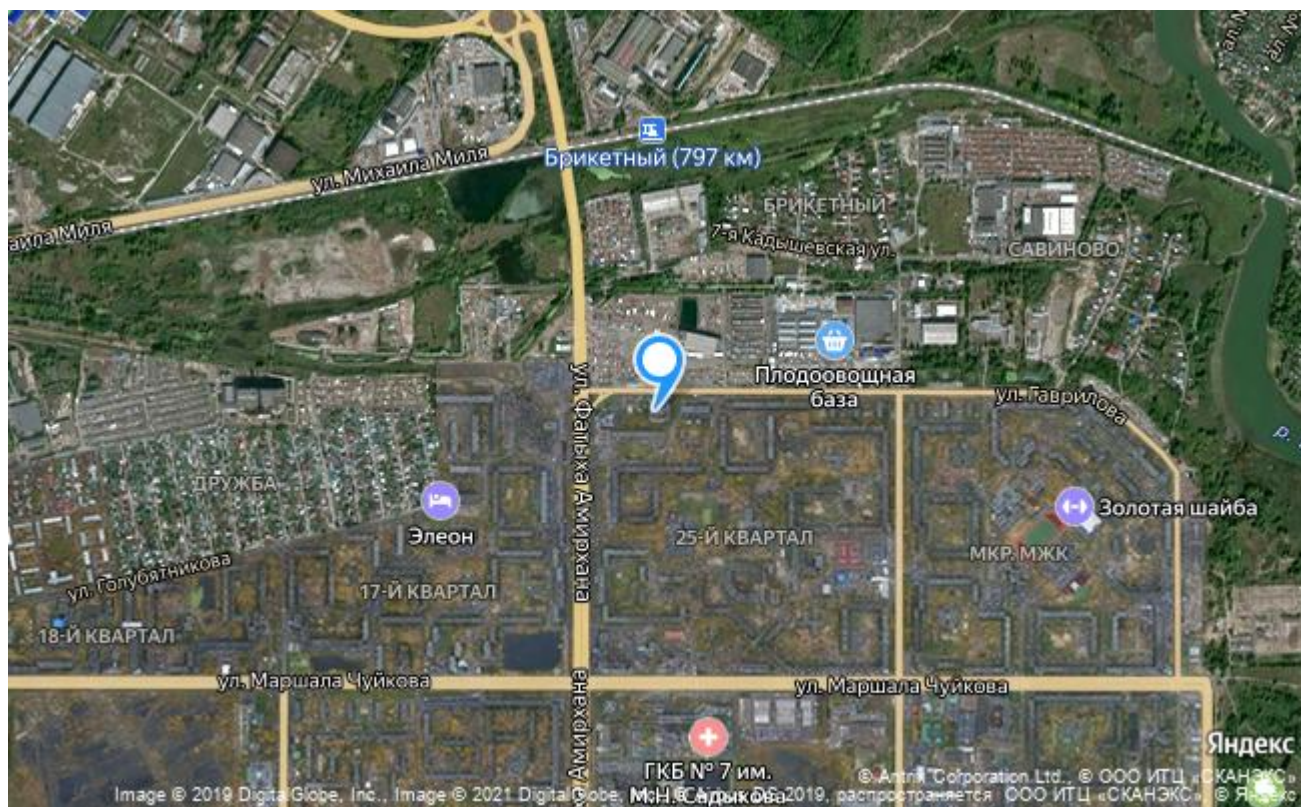 ул. Михаила Миля
Брикетный (797 км)
БРИКЕТНЫЙ
7-я Кадышевская ул.
САВИНОВО
аила Миля
Плодоовощная
база
ул. Гаврилова
ул. Фатыха Амирхана
ДРУЖБА
Элеон
ул. Голубятникова
17-Й КВАРТАЛ
18-Й КВАРТАЛ
25-Й КВАРТАЛ
МКР. МЖК
Золотая шайба
ул. Маршала Чуйкова
ул. Маршала Чуйкова
ГКБ № 7 им.
М.Н. Садыкова
Яндекс
© Antrix Corporation Ltd., © ООО ИТЦ «СКАНЭКС»
Image © 2019 DigitalGlobe, Inc., Image © 2021 DigitalGlobe, 2019, распространяется ООО ИТЦ «СКАНЭКС», © Яндекс